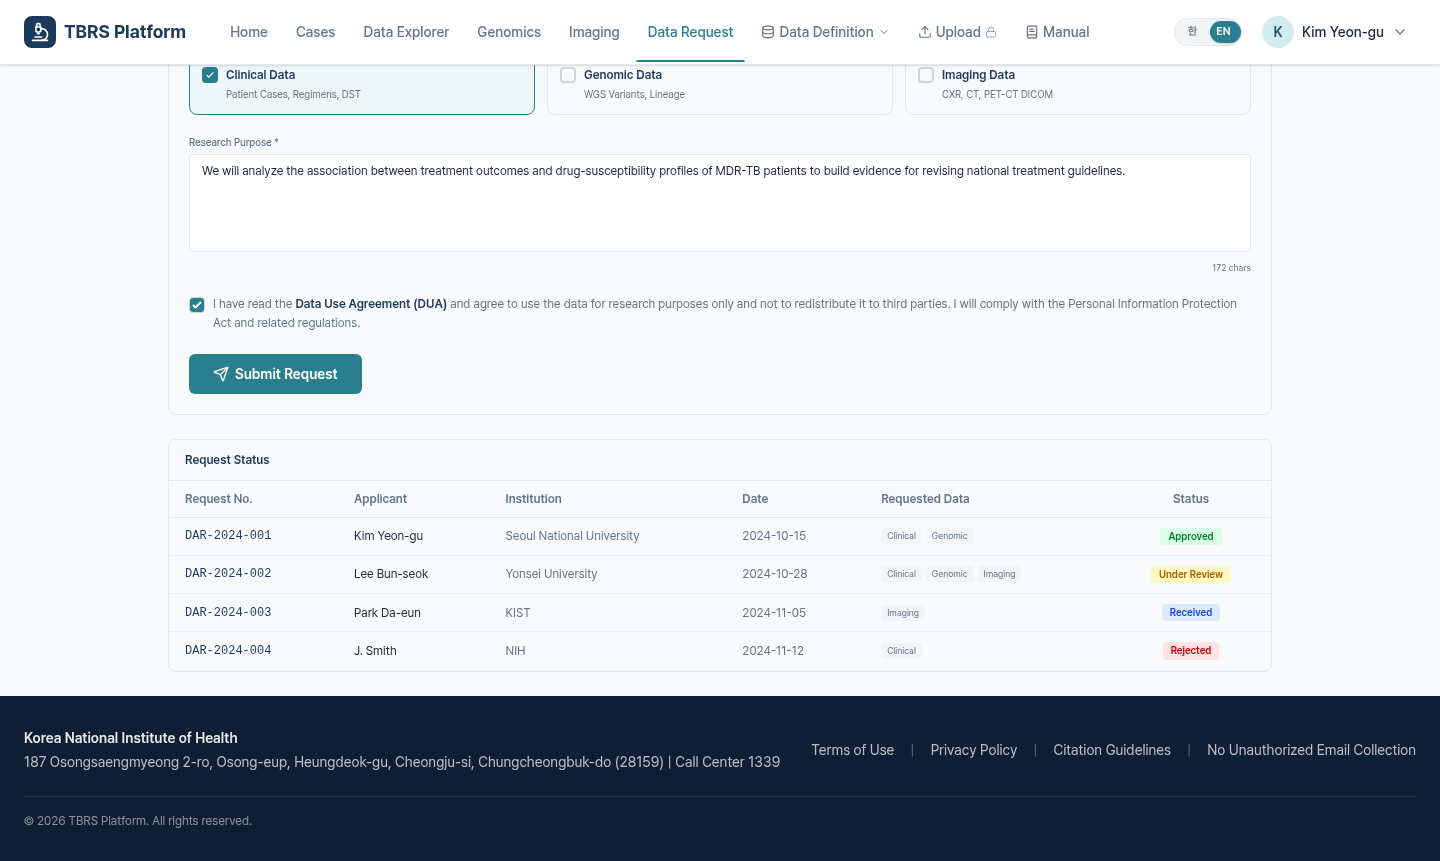 TBRS Platform
Home
Cases
Data Explorer
Genomics
Imaging
Data Request
Data Definition
Upload
Manual
한
EN
K
Kim Yeon-gu
Clinical Data
Patient Cases, Regimens, DST
Genomic Data
WGS Variants, Lineage
Imaging Data
CXR, CT, PET-CT DICOM
Research Purpose *
We will analyze the association between treatment outcomes and drug-susceptibility profiles of MDR-TB patients to build evidence for revising national treatment guidelines.
172 chars
I have read the Data Use Agreement (DUA) and agree to use the data for research purposes only and not to redistribute it to third parties. I will comply with the Personal Information Protection
Act and related regulations.
Submit Request
Request Status
Request No. Applicant Institution Date Requested Data Status
DAR-2024-001 Kim Yeon-gu Seoul National University 2024-10-15 Clinical Genomic Approved
DAR-2024-002 Lee Bun-seok Yonsei University 2024-10-28 Clinical Genomic Imaging Under Review
DAR-2024-003 Park Da-eun KIST 2024-11-05 Imaging Received
DAR-2024-004 J. Smith NIH 2024-11-12 Clinical Rejected
Korea National Institute of Health
187 Osongsaengmyeong 2-ro, Osong-eup, Heungdeok-gu, Cheongju-si, Chungcheongbuk-do (28159) | Call Center 1339
Terms of Use | Privacy Policy | Citation Guidelines | No Unauthorized Email Collection
© 2026 TBRS Platform. All rights reserved.